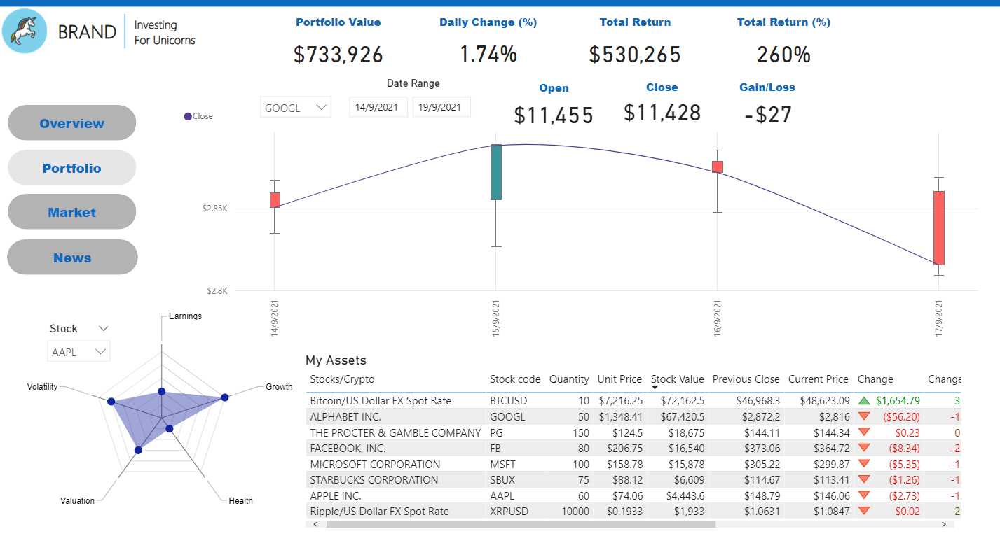 BRAND
Investing
For Unicorns
Portfolio Value
Daily Change (%)
Total Return
Total Return (%)
$733,926
1.74%
$530,265
260%
Date Range
Open
Close
Gain/Loss
GOOGL
14/9/2021
19/9/2021
$11,455
$11,428
-$27
Close
Overview
Portfolio
Market
News
$2.85K
$2.8K
14/9/2021
15/9/2021
16/9/2021
17/9/2021
Stock
AAPL
Earnings
Volatility
Growth
Valuation
Health
My Assets
Stocks/Crypto Stock code Quantity Unit Price Stock Value Previous Close Current Price Change Change
Bitcoin/US Dollar FX Spot Rate BTCUSD 10 $7,216.25 $72,162.5 $46,968.3 $48,623.09 $1,654.79 3.
ALPHABET INC. GOOGL 50 $1,348.41 $67,420.5 $2,872.2 $2,816 ($56.20) -1.
THE PROCTER & GAMBLE COMPANY PG 150 $124.5 $18,675 $144.11 $144.34 $0.23 0.
FACEBOOK, INC. FB 80 $206.75 $16,540 $373.06 $364.72 ($8.34) -2.
MICROSOFT CORPORATION MSFT 100 $158.78 $15,878 $305.22 $299.87 ($5.35) -1.
STARBUCKS CORPORATION SBUX 75 $88.12 $6,609 $114.67 $113.41 ($1.26) -1.
APPLE INC. AAPL 60 $74.06 $4,443.6 $148.79 $146.06 ($2.73) -1.
Ripple/US Dollar FX Spot Rate XRPUSD 10000 $0.1933 $1,933 $1.0631 $1.0847 $0.02 2.